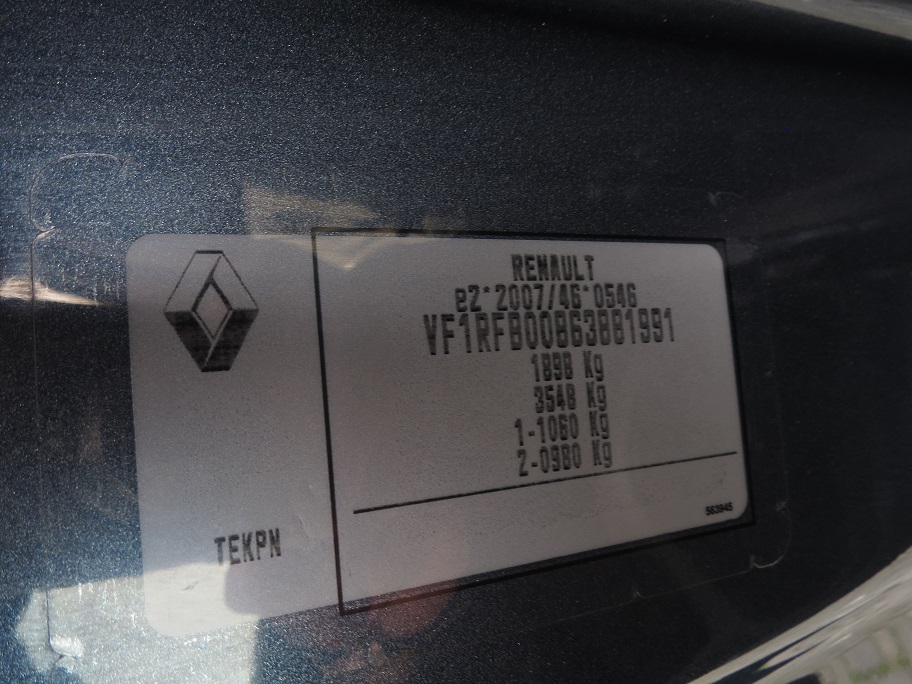 RENAULT
e2*2007/46*0546
VF1RFB00863881991
1898 Kg
3548 Kg
1-1060 Kg
2-0980 Kg
563945
TEKPN